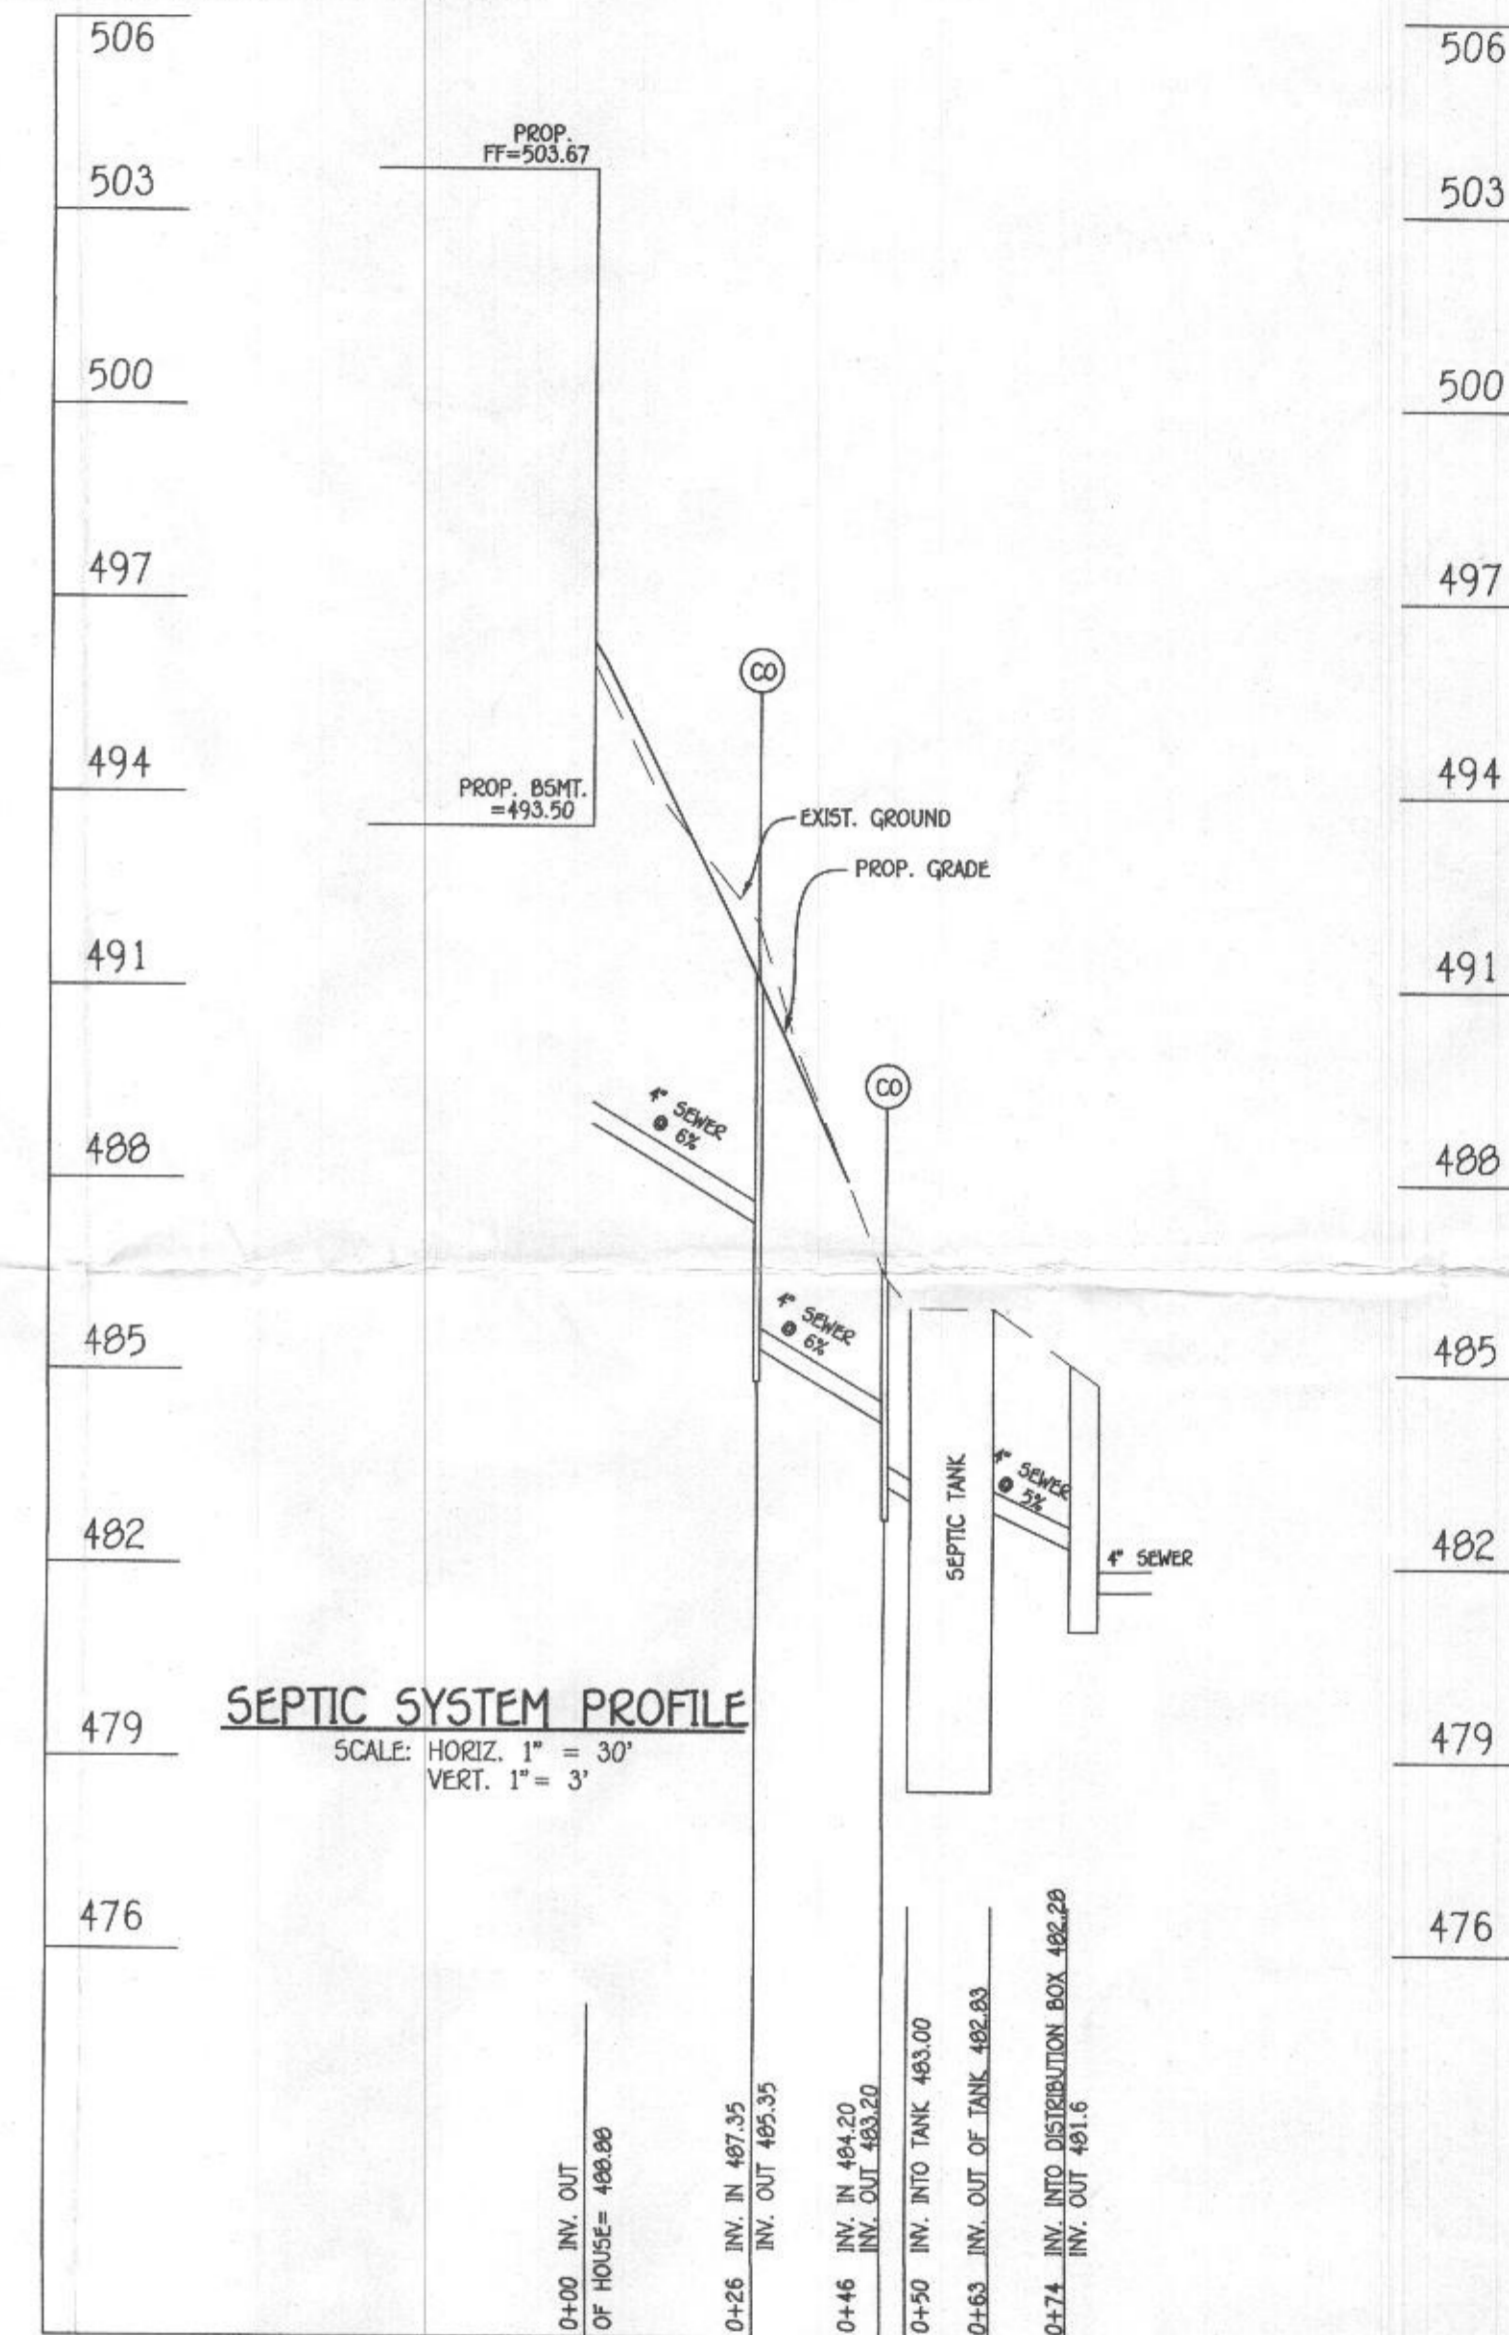 506
503
500
497
494
491
488
485
482
479
476
506
503
500
497
494
491
488
485
482
479
476
PROP.
FF=503.67
PROP. BSMT.
=493.50
CO
EXIST. GROUND
PROP. GRADE
CO
4" SEWER
@ 6%
4" SEWER
@ 6%
SEPTIC TANK
4" SEWER
@ 5%
4" SEWER
SEPTIC SYSTEM PROFILE
SCALE: HORIZ. 1" = 30'
VERT. 1"= 3'
0+00 INV. OUT
OF HOUSE= 488.88
0+26 INV. IN 487.35
INV. OUT 485.35
0+46 INV. IN 484.20
INV. OUT 483.20
0+50 INV. INTO TANK 483.00
0+63 INV. OUT OF TANK 482.83
0+74 INV. INTO DISTRIBUTION BOX 482.28
INV. OUT 481.6